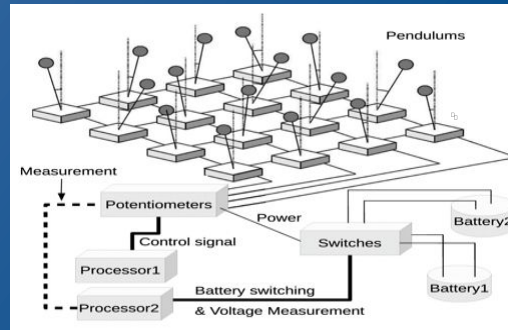 Pendulums
Measurement
Potentiometers
Power
Control signal
Switches
Battery2
Processor1
Battery switching
Battery1
Processor2
& Voltage Measurement